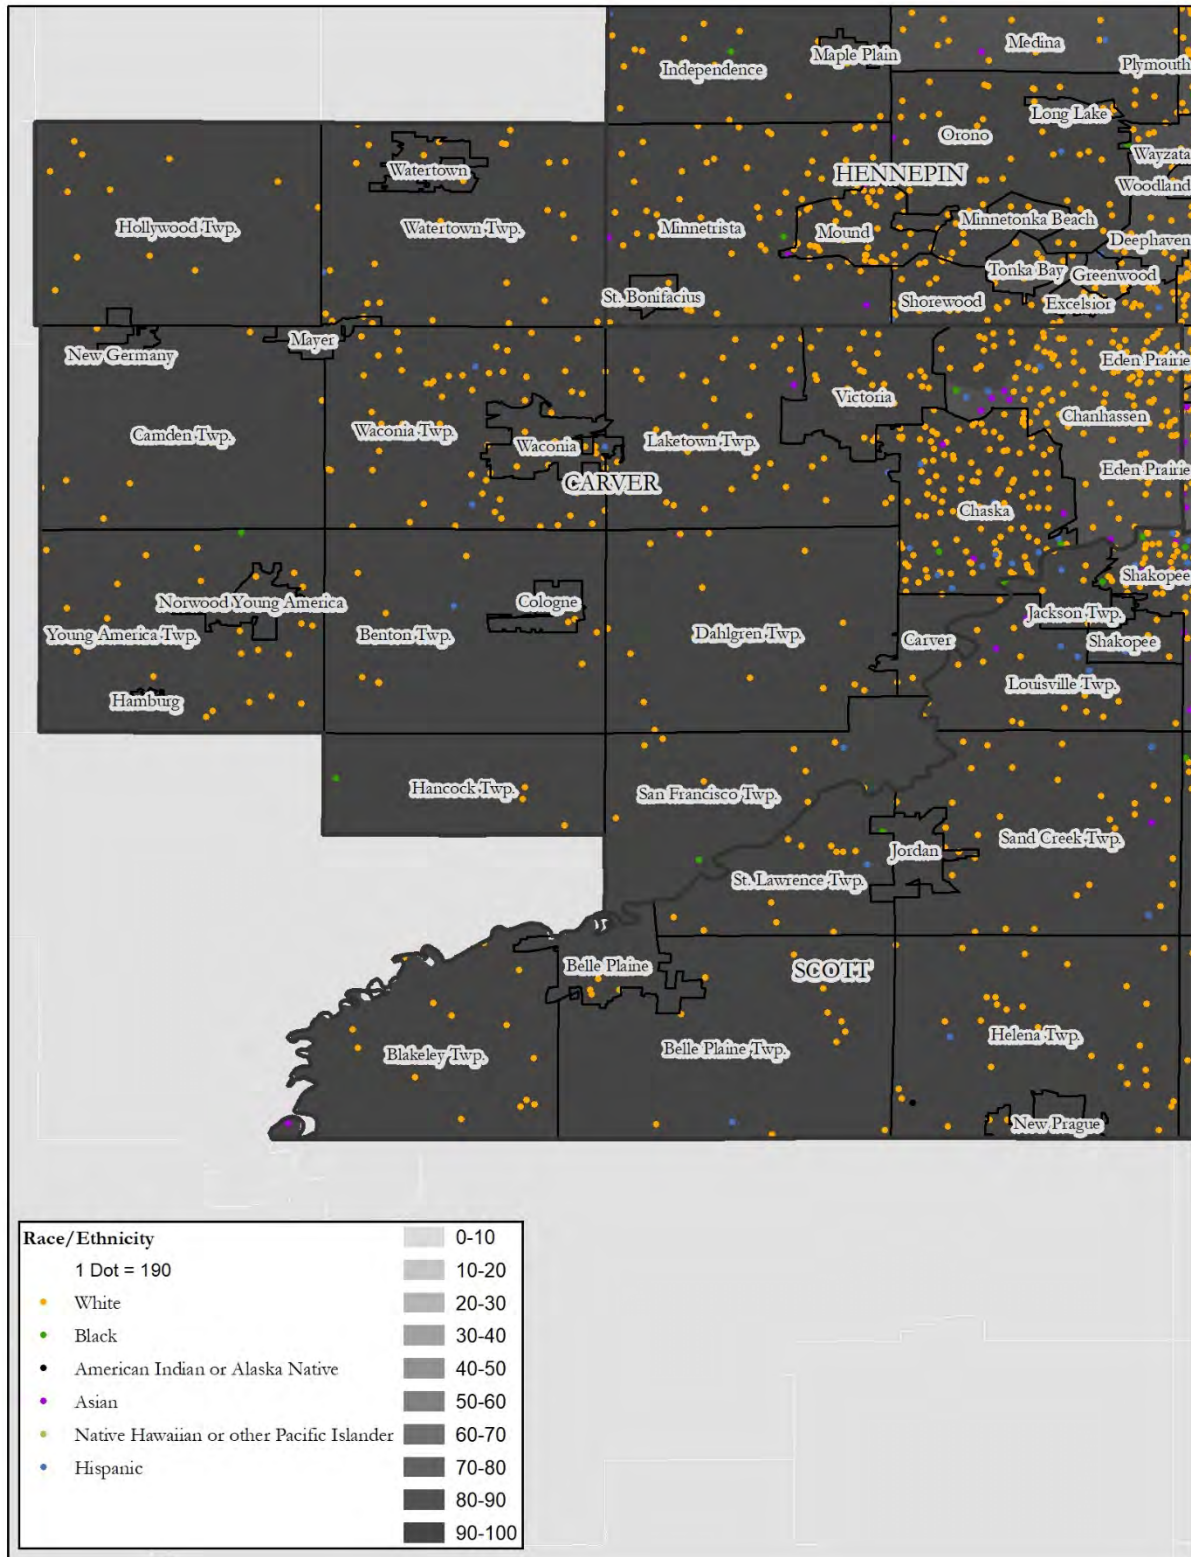 Maple Plain
Medina
Independence
Plymouth
Long Lake
Orono
Wayzata
Watertown
HENNEPIN
Woodland
Hollywood Twp.
Watertown Twp.
Minnetrista
Mound
Minnetonka Beach
Deephaven
Tonka Bay
Greenwood
St. Bonifacius
Shorewood
Excelsior
New Germany
Mayer
Eden Prairie
Victoria
Chanhassen
Camden Twp.
Waconia Twp.
Waconia
Laketown Twp.
Eden Prairie
CARVER
Chaska
Shakopee
Norwood Young America
Cologne
Jackson Twp.
Young America Twp.
Benton Twp.
Dahlgren Twp.
Carver
Shakopee
Louisville Twp.
Hamburg
Hancock Twp.
San Francisco Twp.
Sand Creek Twp.
Jordan
St. Lawrence Twp.
Belle Plaine
SCOTT
Blakeley Twp.
Belle Plaine Twp.
Helena Twp.
New Prague
Race/Ethnicity
1 Dot = 190
White
Black
American Indian or Alaska Native
Asian
Native Hawaiian or other Pacific Islander
Hispanic
0-10
10-20
20-30
30-40
40-50
50-60
60-70
70-80
80-90
90-100